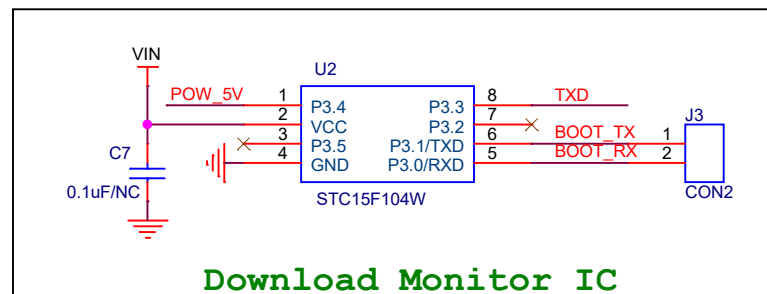 VIN
U2
POW_5V
1
P3.4
2
VCC
3
P3.5
4
GND
8
P3.3
TXD
7
P3.2
6
P3.1/TXD
BOOT_TX
1
5
P3.0/RXD
BOOT_RX
2
J3
CON2
C7
0.1uF/NC
STC15F104W
Download Monitor IC